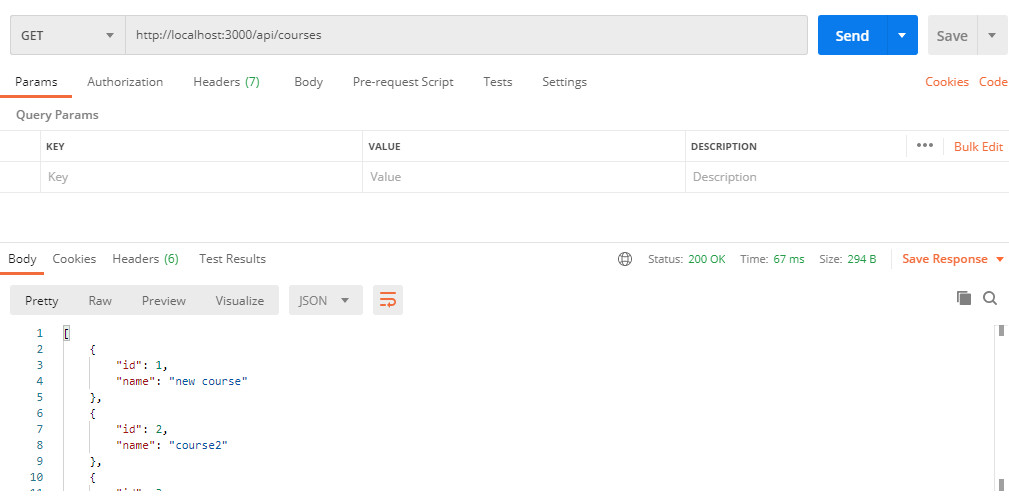 GET http://localhost:3000/api/courses Send Save
Params Authorization Headers (7) Body Pre-request Script Tests Settings Cookies Code
Query Params
KEY VALUE DESCRIPTION ••• Bulk Edit
Key Value Description
Body Cookies Headers (6) Test Results Status: 200 OK Time: 67 ms Size: 294 B Save Response
Pretty Raw Preview Visualize JSON
1 [
2 {
3 "id": 1,
4 "name": "new course"
5 },
6 {
7 "id": 2,
8 "name": "course2"
9 },
10 {